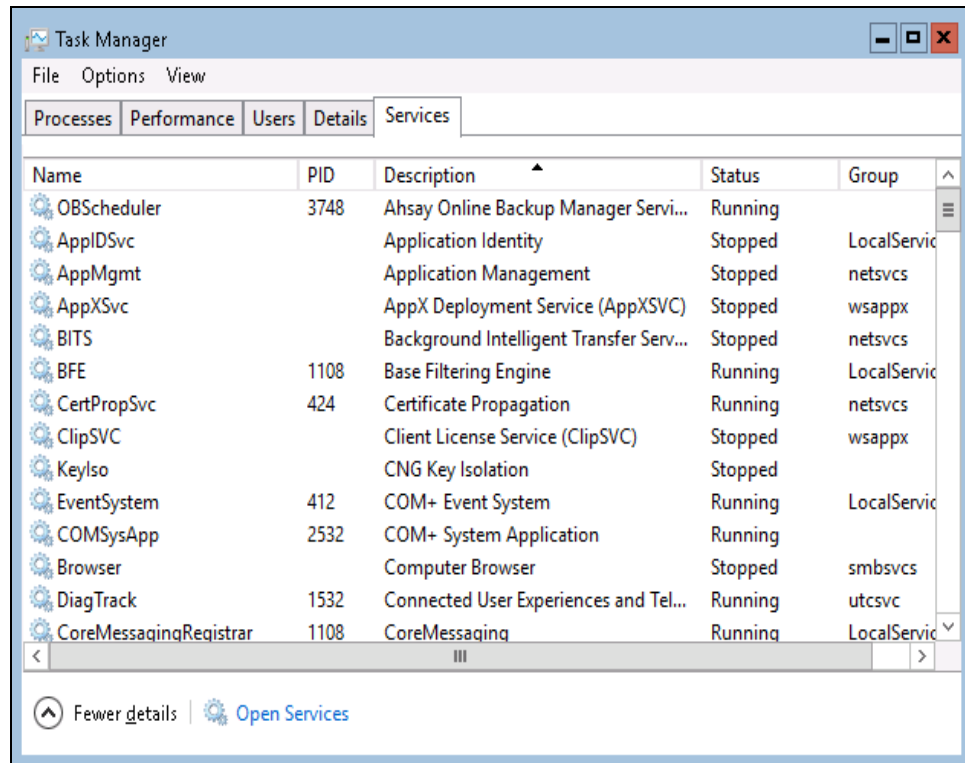 Task Manager
File Options View
Processes Performance Users Details Services
Name PID Description Status Group
OBScheduler 3748 Ahsay Online Backup Manager Servi... Running
AppIDSvc Application Identity Stopped LocalServic
AppMgmt Application Management Stopped netsvcs
AppXSvc AppX Deployment Service (AppXSVC) Stopped wsappx
BITS Background Intelligent Transfer Serv... Stopped netsvcs
BFE 1108 Base Filtering Engine Running LocalServic
CertPropSvc 424 Certificate Propagation Running netsvcs
ClipSVC Client License Service (ClipSVC) Stopped wsappx
KeyIso CNG Key Isolation Stopped
EventSystem 412 COM+ Event System Running LocalServic
COMSysApp 2532 COM+ System Application Running
Browser Computer Browser Stopped smbsvcs
DiagTrack 1532 Connected User Experiences and Tel... Running utcsvc
CoreMessagingRegistrar 1108 CoreMessaging Running LocalServic
Fewer details Open Services